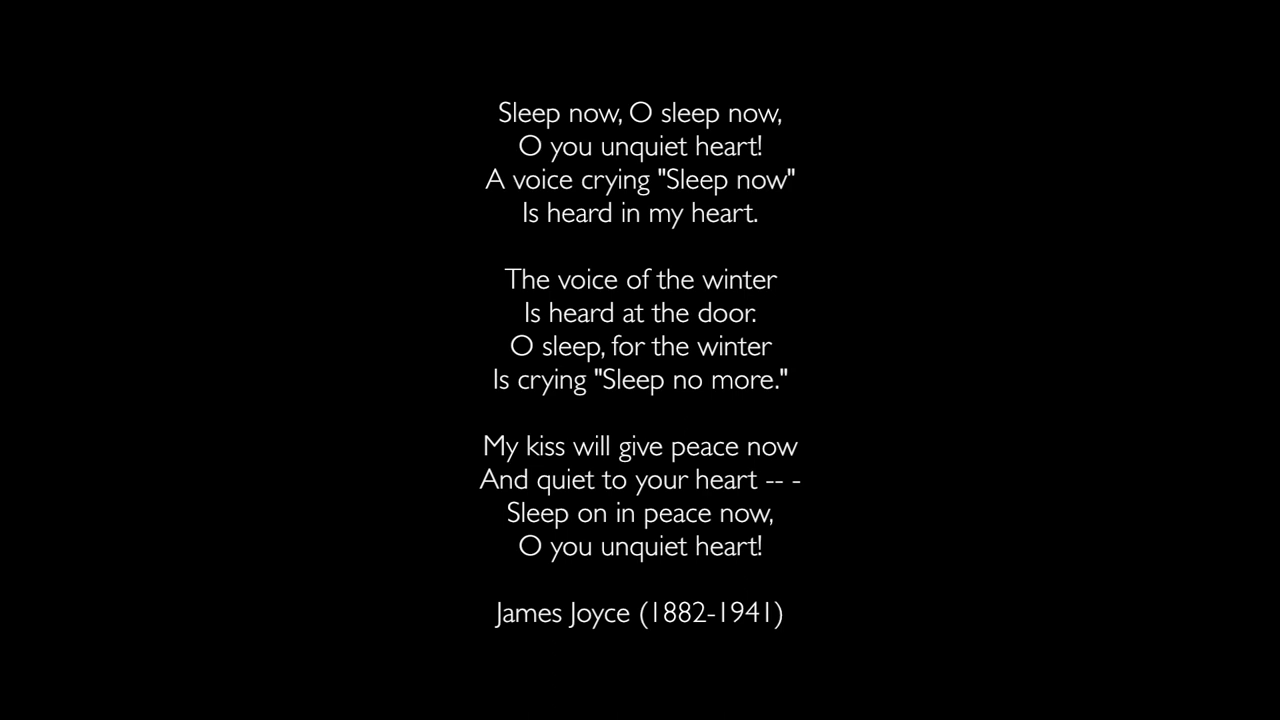 Sleep now, O sleep now,
O you unquiet heart!
A voice crying "Sleep now"
Is heard in my heart.
The voice of the winter
Is heard at the door.
O sleep, for the winter
Is crying "Sleep no more."
My kiss will give peace now
And quiet to your heart -- -
Sleep on in peace now,
O you unquiet heart!
James Joyce (1882-1941)